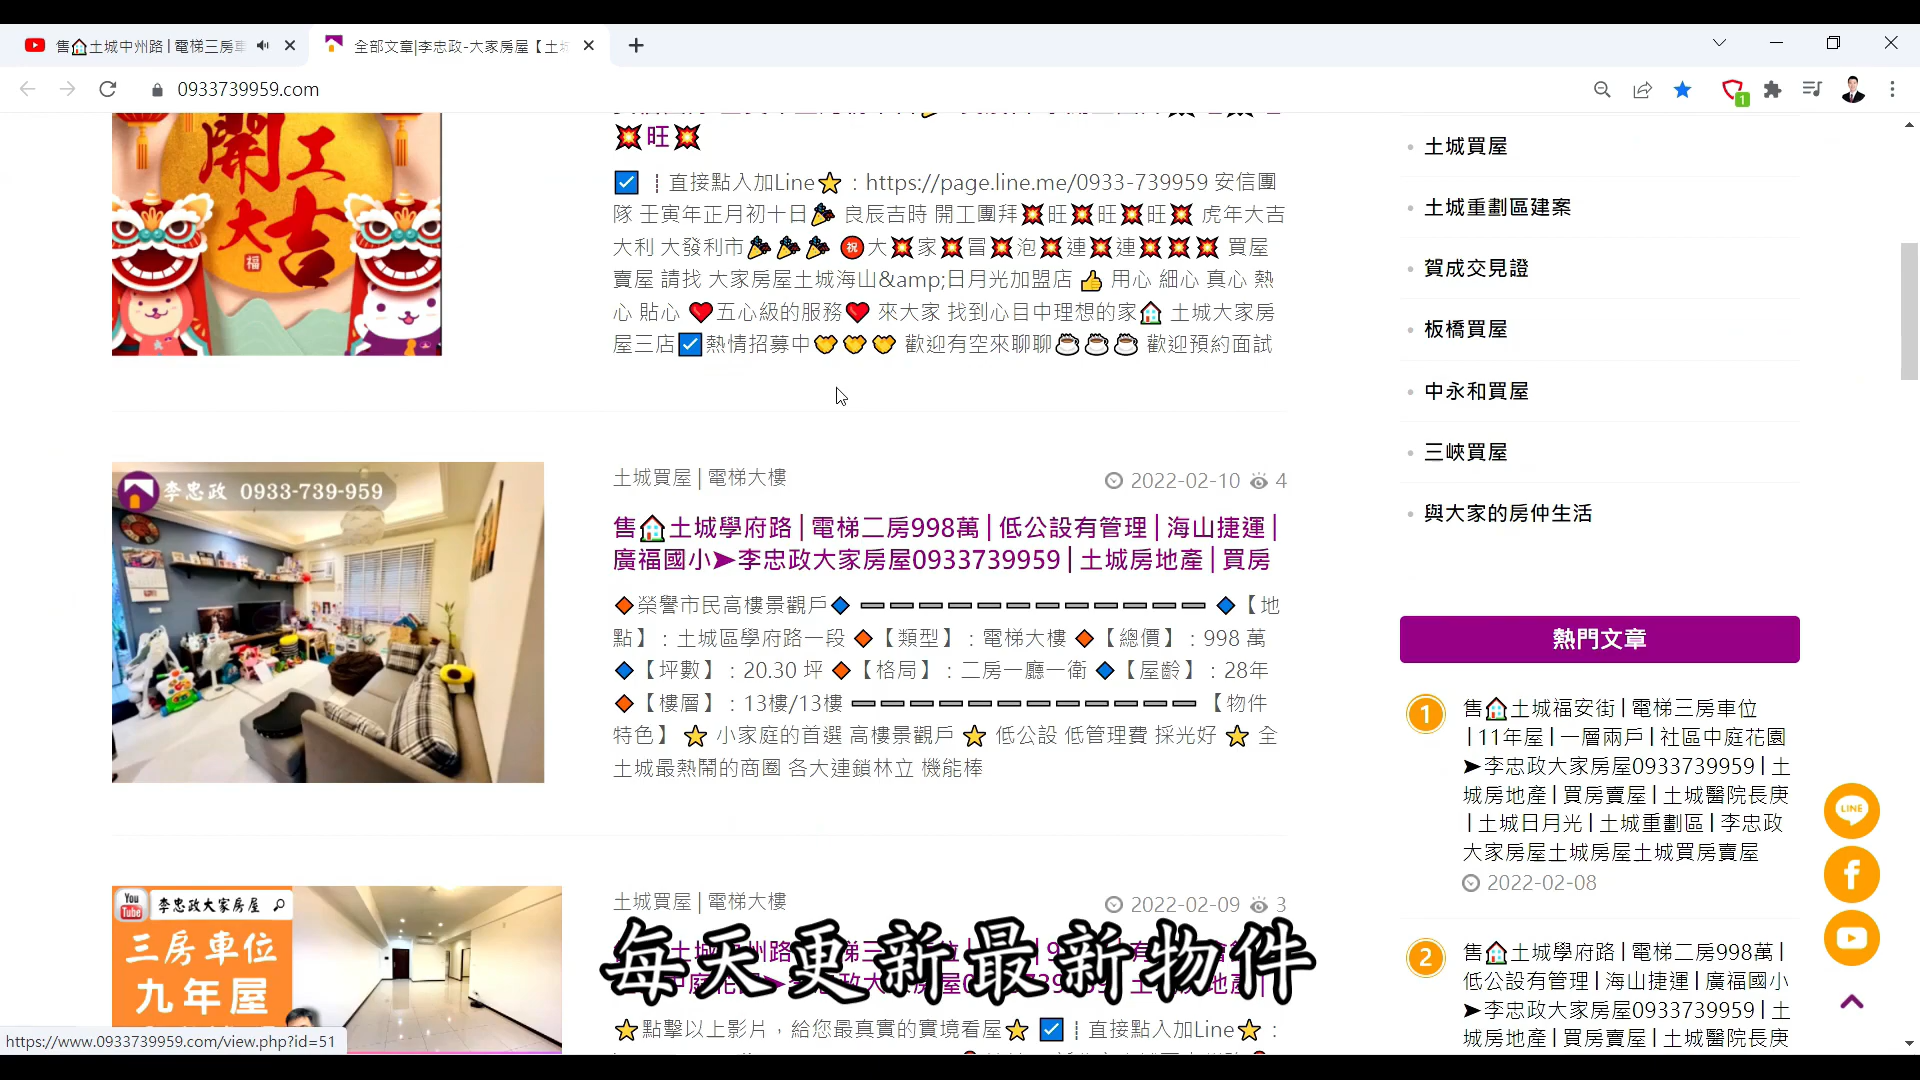 售🏠土城中州路 | 電梯三房車
全部文章|李忠政-大家房屋【土城
0933739959.com
1
開工大吉
福
💥旺💥
☑┆直接點入加Line⭐：https://page.line.me/0933-739959 安信團
隊 壬寅年正月初十日🎉 良辰吉時 開工團拜💥旺💥旺💥旺💥 虎年大吉
大利 大發利市🎉🎉🎉 ㊗大💥家💥冒💥泡💥連💥連💥💥💥 買屋
賣屋 請找 大家房屋土城海山&amp;日月光加盟店 👍 用心 細心 真心 熱
心 貼心 ❤五心級的服務❤ 來大家 找到心目中理想的家🏠 土城大家房
屋三店☑熱情招募中🤝🤝🤝 歡迎有空來聊聊☕☕☕ 歡迎預約面試
李忠政 0933-739-959
土城買屋 | 電梯大樓
2022-02-10 4
售🏠土城學府路 | 電梯二房998萬 | 低公設有管理 | 海山捷運 |
廣福國小➤李忠政大家房屋0933739959 | 土城房地產 | 買房
🔶榮譽市民高樓景觀戶🔷 ➖➖➖➖➖➖➖➖➖➖➖➖ 🔷【地
點】：土城區學府路一段 🔶【類型】：電梯大樓 🔶【總價】：998 萬
🔷【坪數】：20.30 坪 🔶【格局】：二房一廳一衛 🔷【屋齡】：28年
🔶【樓層】：13樓/13樓 ➖➖➖➖➖➖➖➖➖➖➖➖ 【物件
特色】 ⭐ 小家庭的首選 高樓景觀戶 ⭐ 低公設 低管理費 採光好 ⭐ 全
土城最熱鬧的商圈 各大連鎖林立 機能棒
You Tube 李忠政大家房屋
三房車位
九年屋
土城買屋 | 電梯大樓
2022-02-09 3
每天更新最新物件
⭐點擊以上影片，給您最真實的實境看屋⭐ ☑┆直接點入加Line⭐：
https://www.0933739959.com/view.php?id=51
土城買屋
土城重劃區建案
賀成交見證
板橋買屋
中永和買屋
三峽買屋
與大家的房仲生活
熱門文章
1
售🏠土城福安街 | 電梯三房車位
| 11年屋 | 一層兩戶 | 社區中庭花園
➤李忠政大家房屋0933739959 | 土
城房地產 | 買房賣屋 | 土城醫院長庚
| 土城日月光 | 土城重劃區 | 李忠政
大家房屋土城房屋土城買房賣屋
2022-02-08
2
售🏠土城學府路 | 電梯二房998萬 |
低公設有管理 | 海山捷運 | 廣福國小
➤李忠政大家房屋0933739959 | 土
城房地產 | 買房賣屋 | 土城醫院長庚
LINE